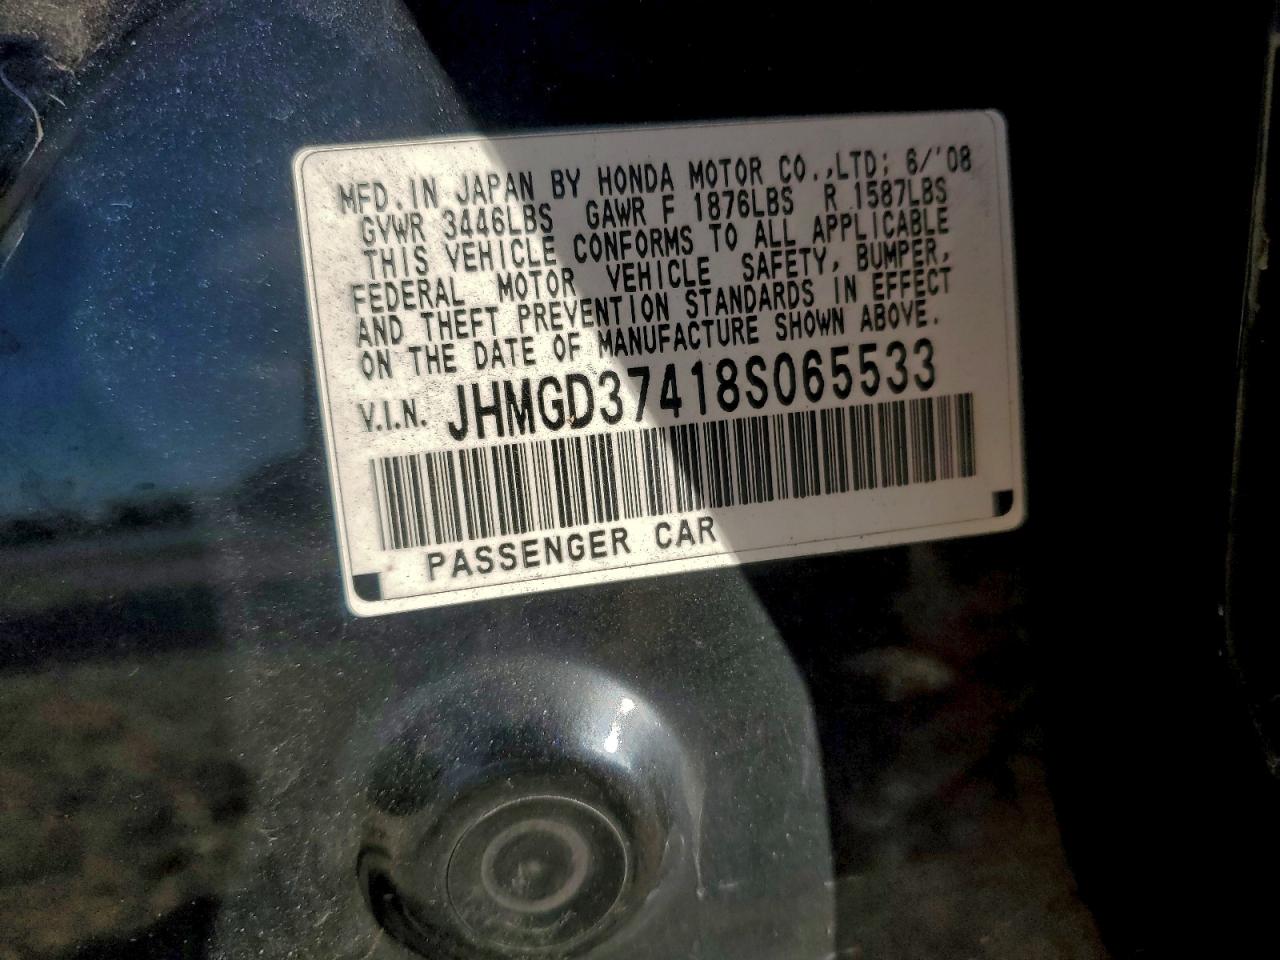 MFD. IN JAPAN BY HONDA MOTOR CO.,LTD; 6/'08
GVWR 3446LBS GAWR F 1876LBS R 1587LBS
THIS VEHICLE CONFORMS TO ALL APPLICABLE
FEDERAL MOTOR VEHICLE SAFETY, BUMPER,
AND THEFT PREVENTION STANDARDS IN EFFECT
ON THE DATE OF MANUFACTURE SHOWN ABOVE.
V.I.N. JHMGD37418S065533
PASSENGER CAR